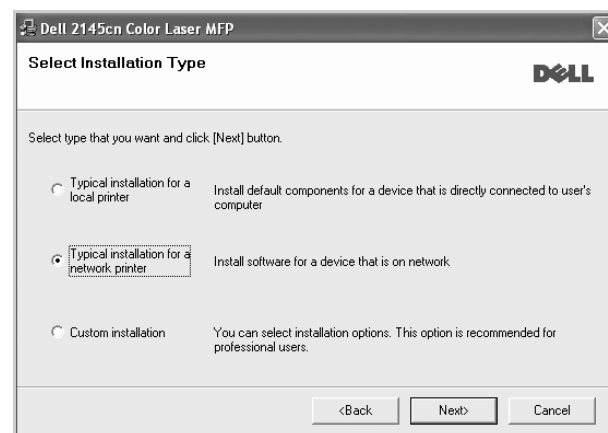 Dell 2145cn Color Laser MFP
Select Installation Type
DELL
Select type that you want and click [Next] button.
Typical installation for a
local printer
Install default components for a device that is directly connected to user's
computer
Typical installation for a
network printer
Install software for a device that is on network
Custom installation
You can select installation options. This option is recommended for
professional users.
<Back
Next>
Cancel